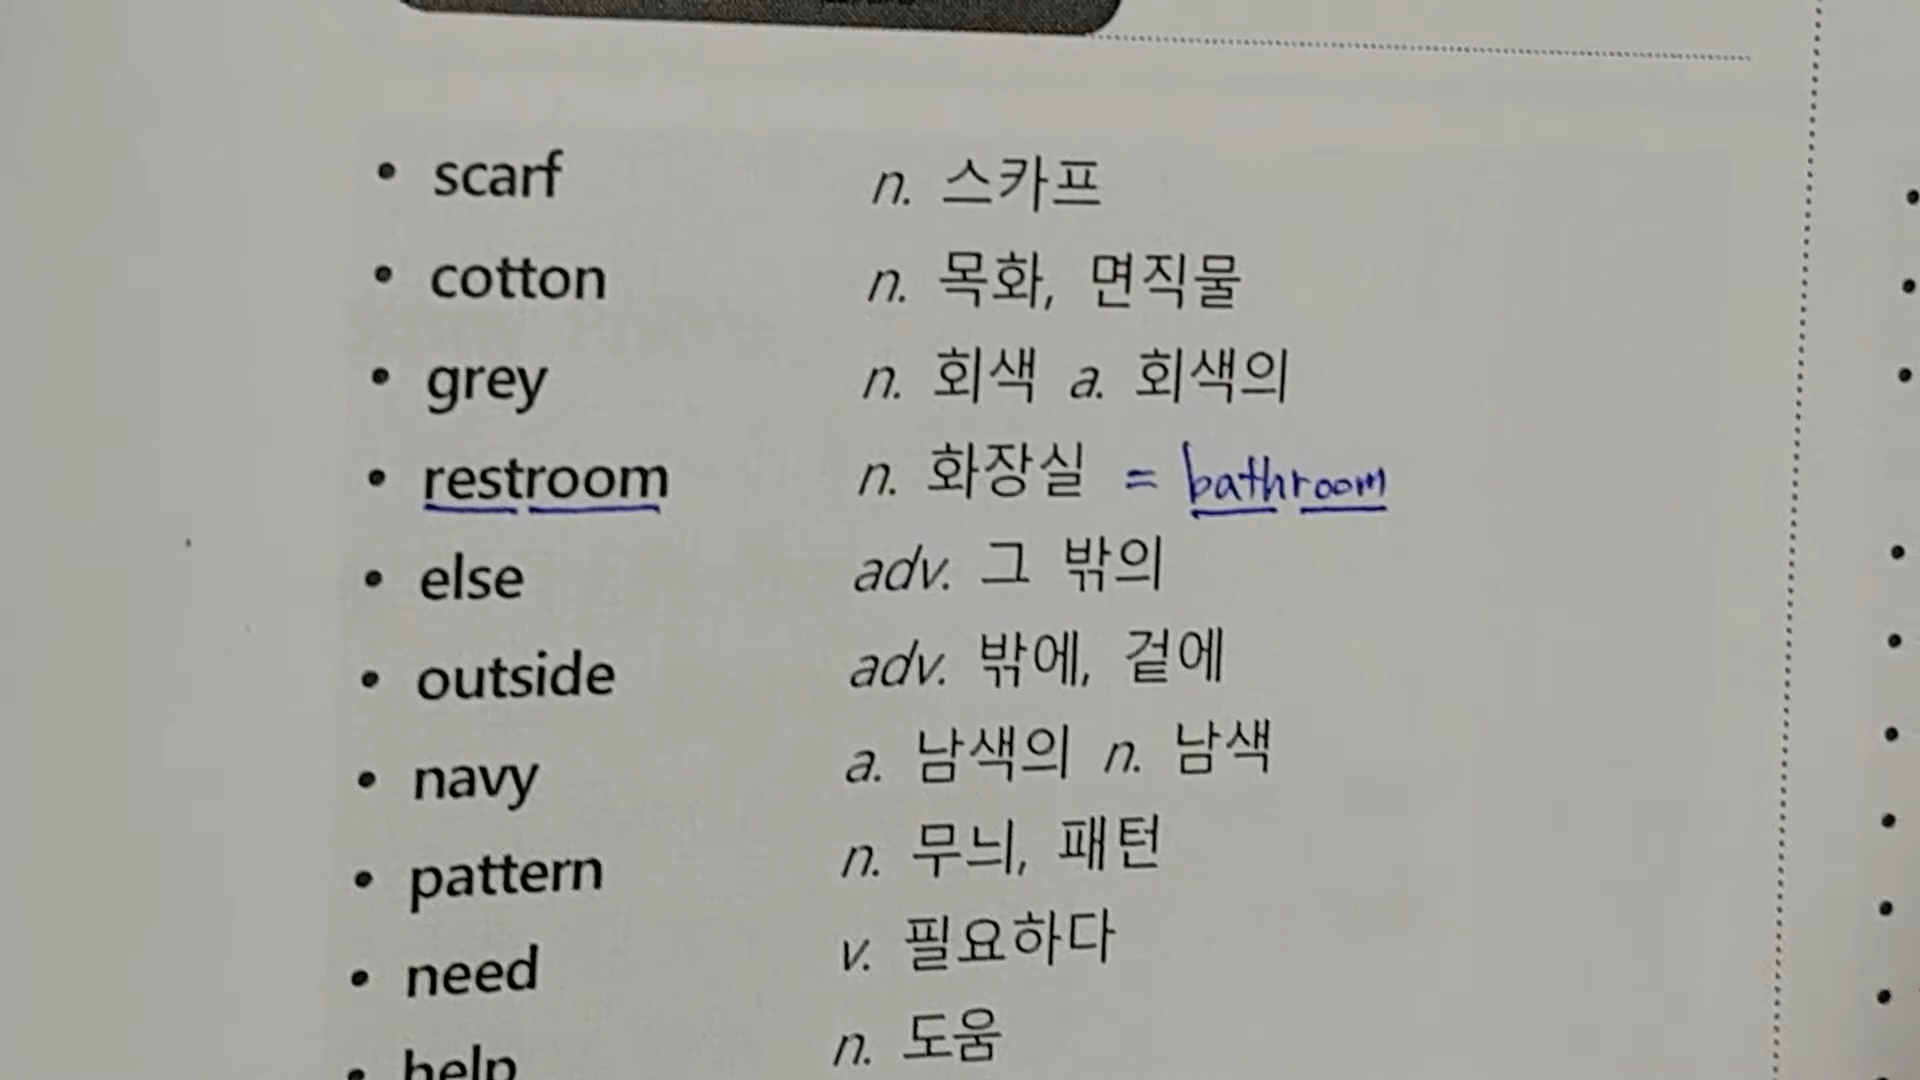 • scarf n. 스카프
• cotton n. 목화, 면직물
• grey n. 회색 a. 회색의
• restroom n. 화장실 = bathroom
• else adv. 그 밖의
• outside adv. 밖에, 겉에
• navy a. 남색의 n. 남색
• pattern n. 무늬, 패턴
• need v. 필요하다
• help n. 도움